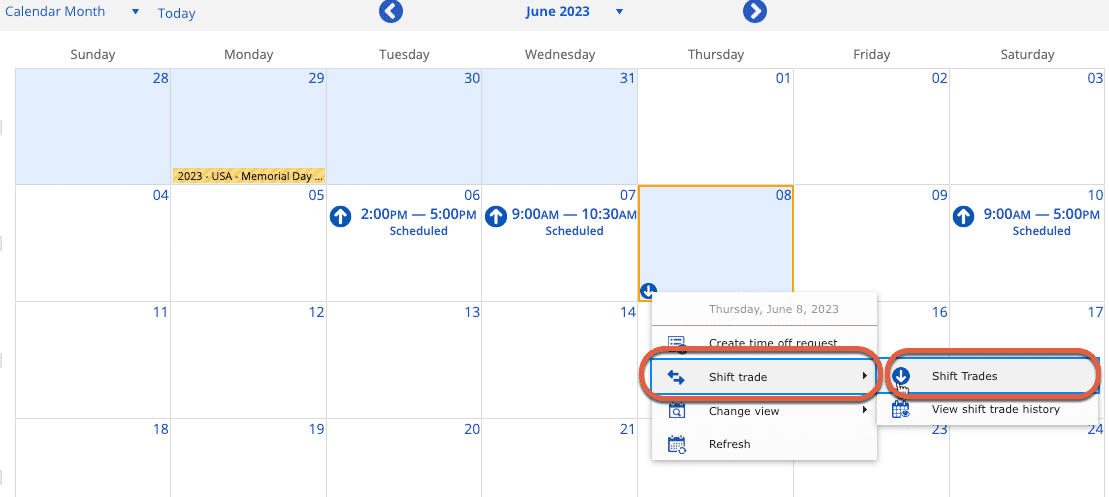 Calendar Month Today June 2023
Sunday Monday Tuesday Wednesday Thursday Friday Saturday
28 29 30 31 01 02 03
2023 - USA - Memorial Day ...
04 05 06 07 08 09 10
2:00PM — 5:00PM 9:00AM — 10:30AM 9:00AM — 5:00PM
Scheduled Scheduled Scheduled
Thursday, June 8, 2023
11 12 13 14 16 17
Create time off request
Shift trade Shift Trades
Change view View shift trade history
18 19 20 21 23 24
Refresh